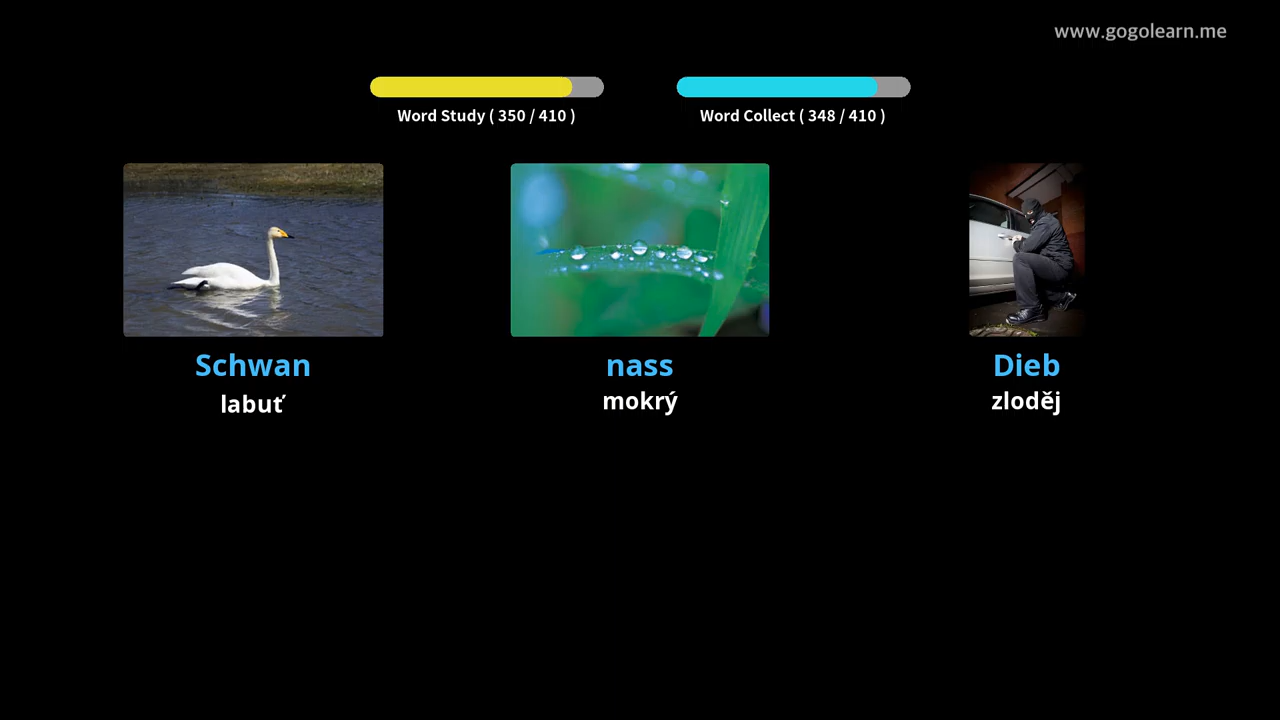 www.gogolearn.me
Word Study ( 350 / 410 )
Word Collect ( 348 / 410 )
Schwan
labuť
nass
mokrý
Dieb
zloděj